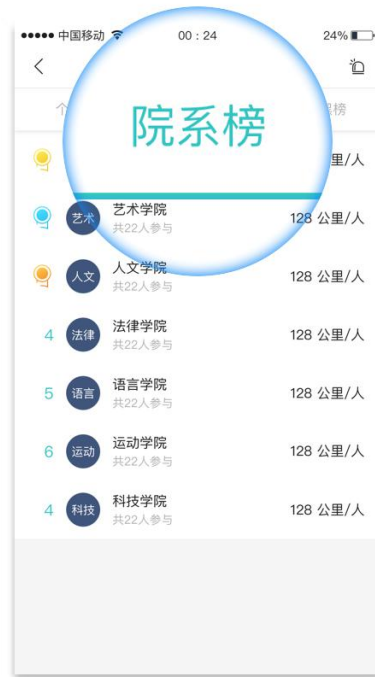 中国移动
00 : 24
24%
院系榜
里/人
艺术
艺术学院
共22人参与
128 公里/人
人文
人文学院
共22人参与
128 公里/人
4
法律
法律学院
共22人参与
128 公里/人
5
语言
语言学院
共22人参与
128 公里/人
6
运动
运动学院
共22人参与
128 公里/人
4
科技
科技学院
共22人参与
128 公里/人